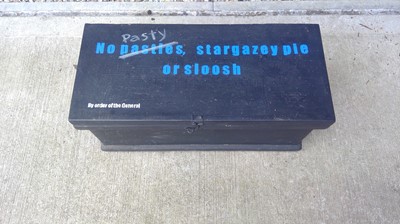 Pasty
No pasties, stargazey pie
or sloosh
By order of the General